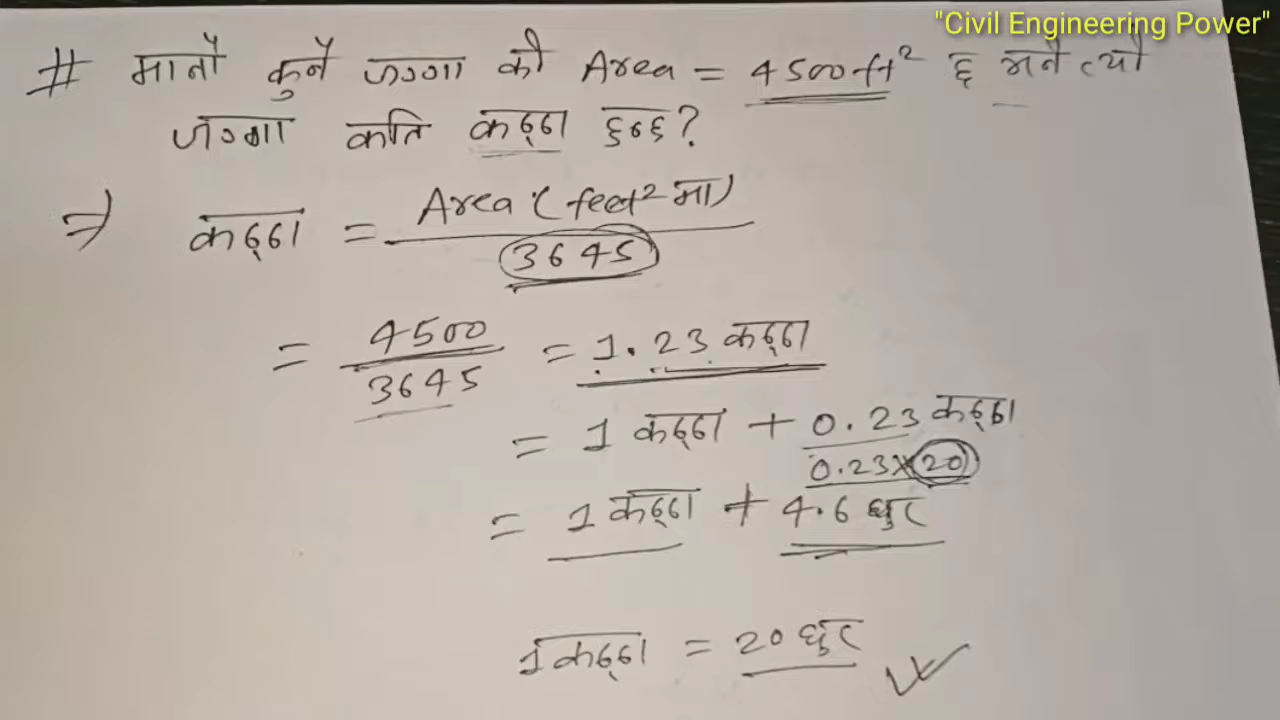 "Civil Engineering Power"
# मानौ कुनै जग्गा को Area = 4500ft² छ भने त्यो
जग्गा कति कठ्ठा हुन्छ?
⇒ कठ्ठा = Area (feet² मा) / 3645
= 4500 / 3645 = 1.23 कठ्ठा
= 1 कठ्ठा + 0.23 कठ्ठा
0.23×20
= 1 कठ्ठा + 4.6 धुर
1 कठ्ठा = 20 धुर